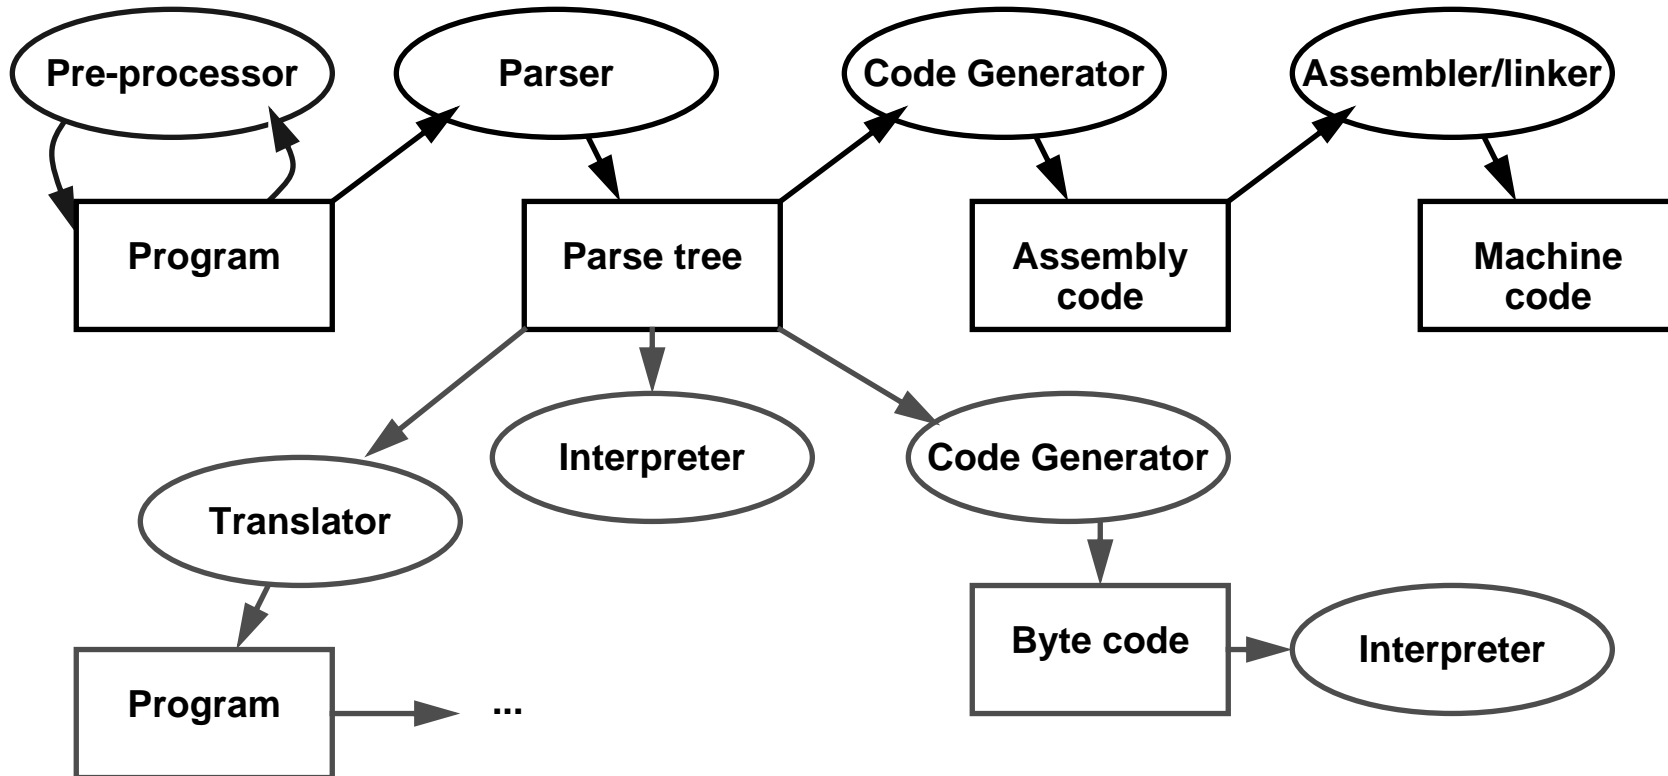 Pre-processor
Parser
Code Generator
Assembler/linker
Program
Parse tree
Assembly
code
Machine
code
Interpreter
Code Generator
Translator
Byte code
Interpreter
Program
...